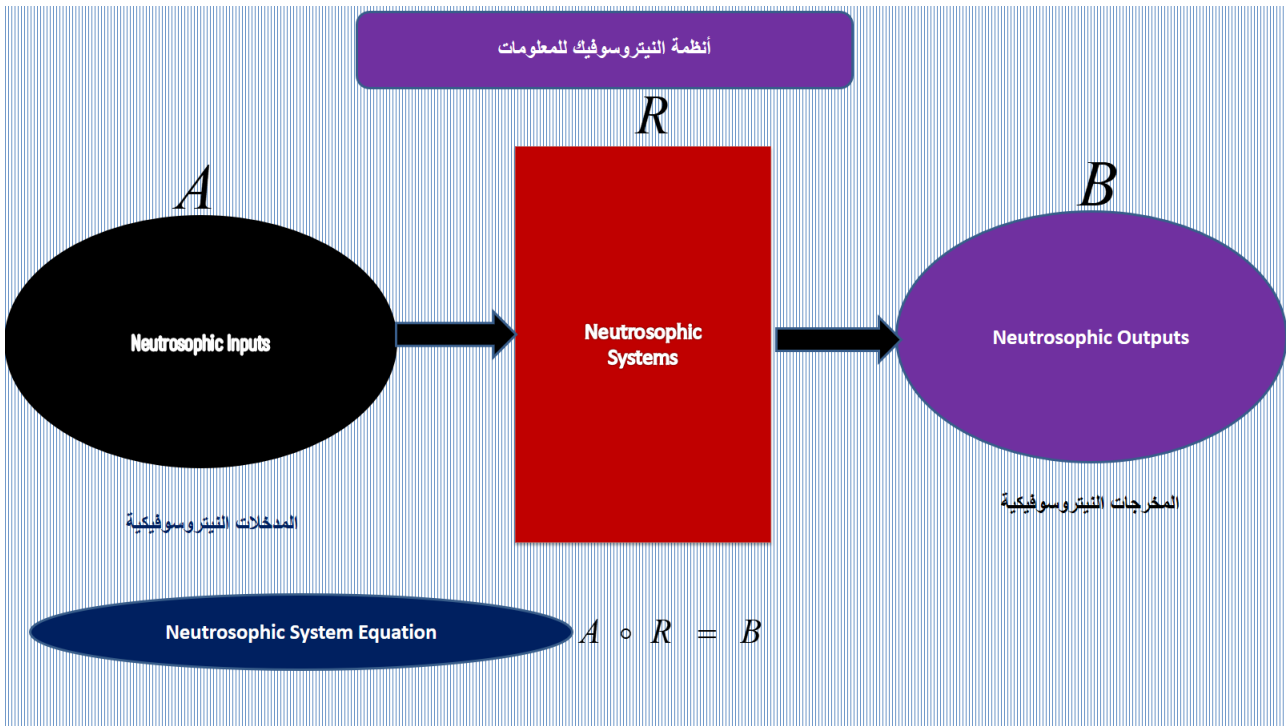 أنظمة النيتروسوفيك للمعلومات
R
A
B
Neutrosophic Inputs
Neutrosophic
Systems
Neutrosophic Outputs
المدخلات النيتروسوفيكية
المخرجات النيتروسوفيكية
Neutrosophic System Equation
A ∘ R = B